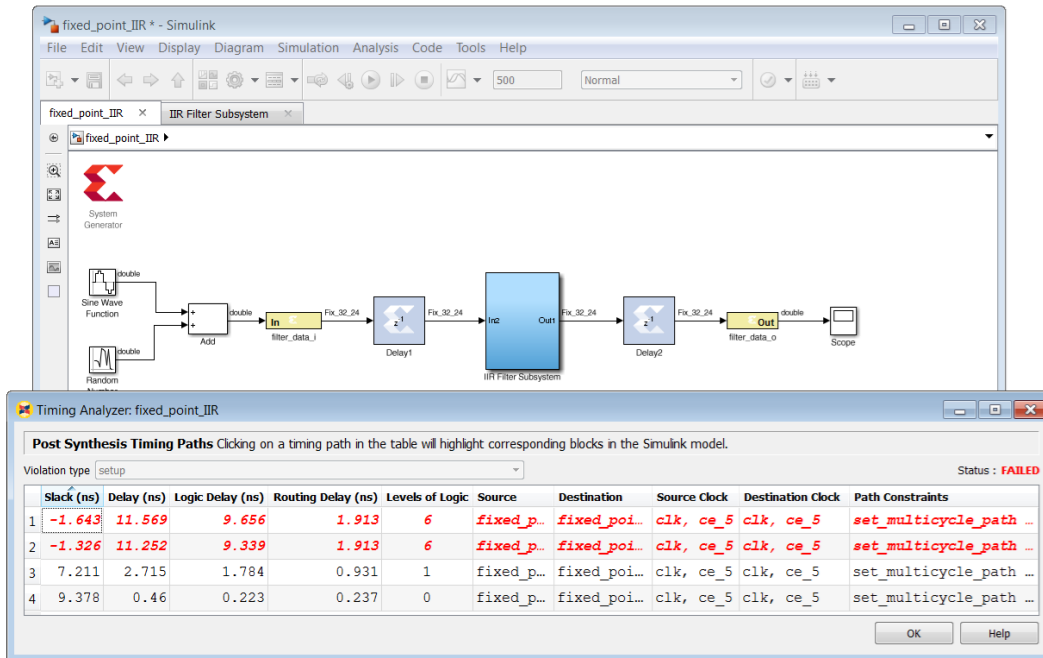 fixed_point_IIR * - Simulink
File Edit View Display Diagram Simulation Analysis Code Tools Help
500 Normal
fixed_point_IIR × IIR Filter Subsystem ×
fixed_point_IIR
System
Generator
double
Sine Wave
Function
double
Random
+
+
Add
double
In
filter_data_i
Fix_32_24
z-1
Delay1
Fix_32_24
In2 Out1
IIR Filter Subsystem
Fix_32_24
z-1
Delay2
Fix_32_24
Out
filter_data_o
double
Scope
Timing Analyzer: fixed_point_IIR
Post Synthesis Timing Paths Clicking on a timing path in the table will highlight corresponding blocks in the Simulink model.
Violation type setup Status : FAILED
Slack (ns) Delay (ns) Logic Delay (ns) Routing Delay (ns) Levels of Logic Source Destination Source Clock Destination Clock Path Constraints
1 -1.643 11.569 9.656 1.913 6 fixed_p... fixed_poi... clk, ce_5 clk, ce_5 set_multicycle_path ...
2 -1.326 11.252 9.339 1.913 6 fixed_p... fixed_poi... clk, ce_5 clk, ce_5 set_multicycle_path ...
3 7.211 2.715 1.784 0.931 1 fixed_p... fixed_poi... clk, ce_5 clk, ce_5 set_multicycle_path ...
4 9.378 0.46 0.223 0.237 0 fixed_p... fixed_poi... clk, ce_5 clk, ce_5 set_multicycle_path ...
OK Help